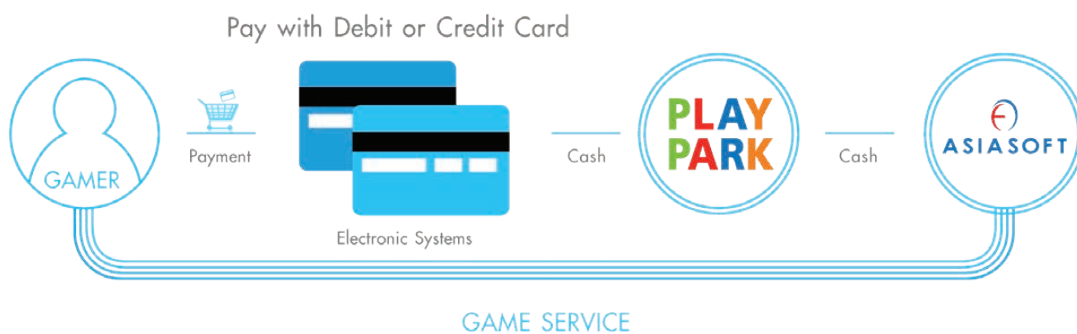 Pay with Debit or Credit Card
GAMER
Payment
Electronic Systems
Cash
PLAY
PARK
Cash
ASIASOFT
GAME SERVICE